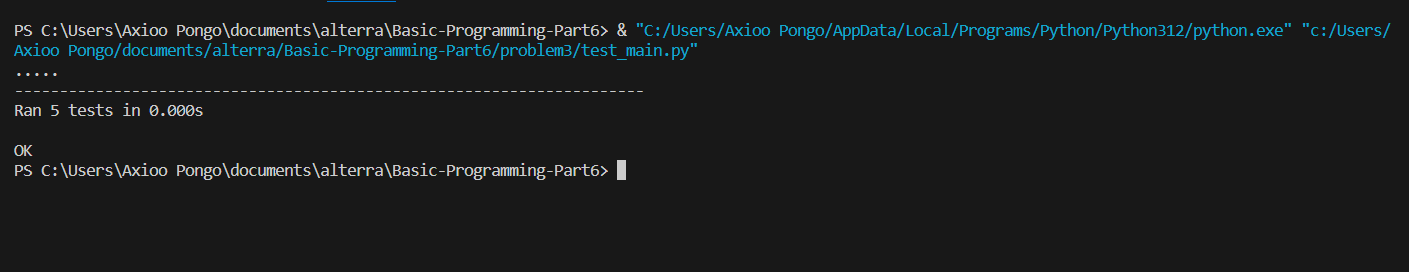 PS C:\Users\Axioo Pongo\documents\alterra\Basic-Programming-Part6> & "C:/Users/Axioo Pongo/AppData/Local/Programs/Python/Python312/python.exe" "c:/Users/
Axioo Pongo/documents/alterra/Basic-Programming-Part6/problem3/test_main.py"
.....
----------------------------------------------------------------------
Ran 5 tests in 0.000s
OK
PS C:\Users\Axioo Pongo\documents\alterra\Basic-Programming-Part6>